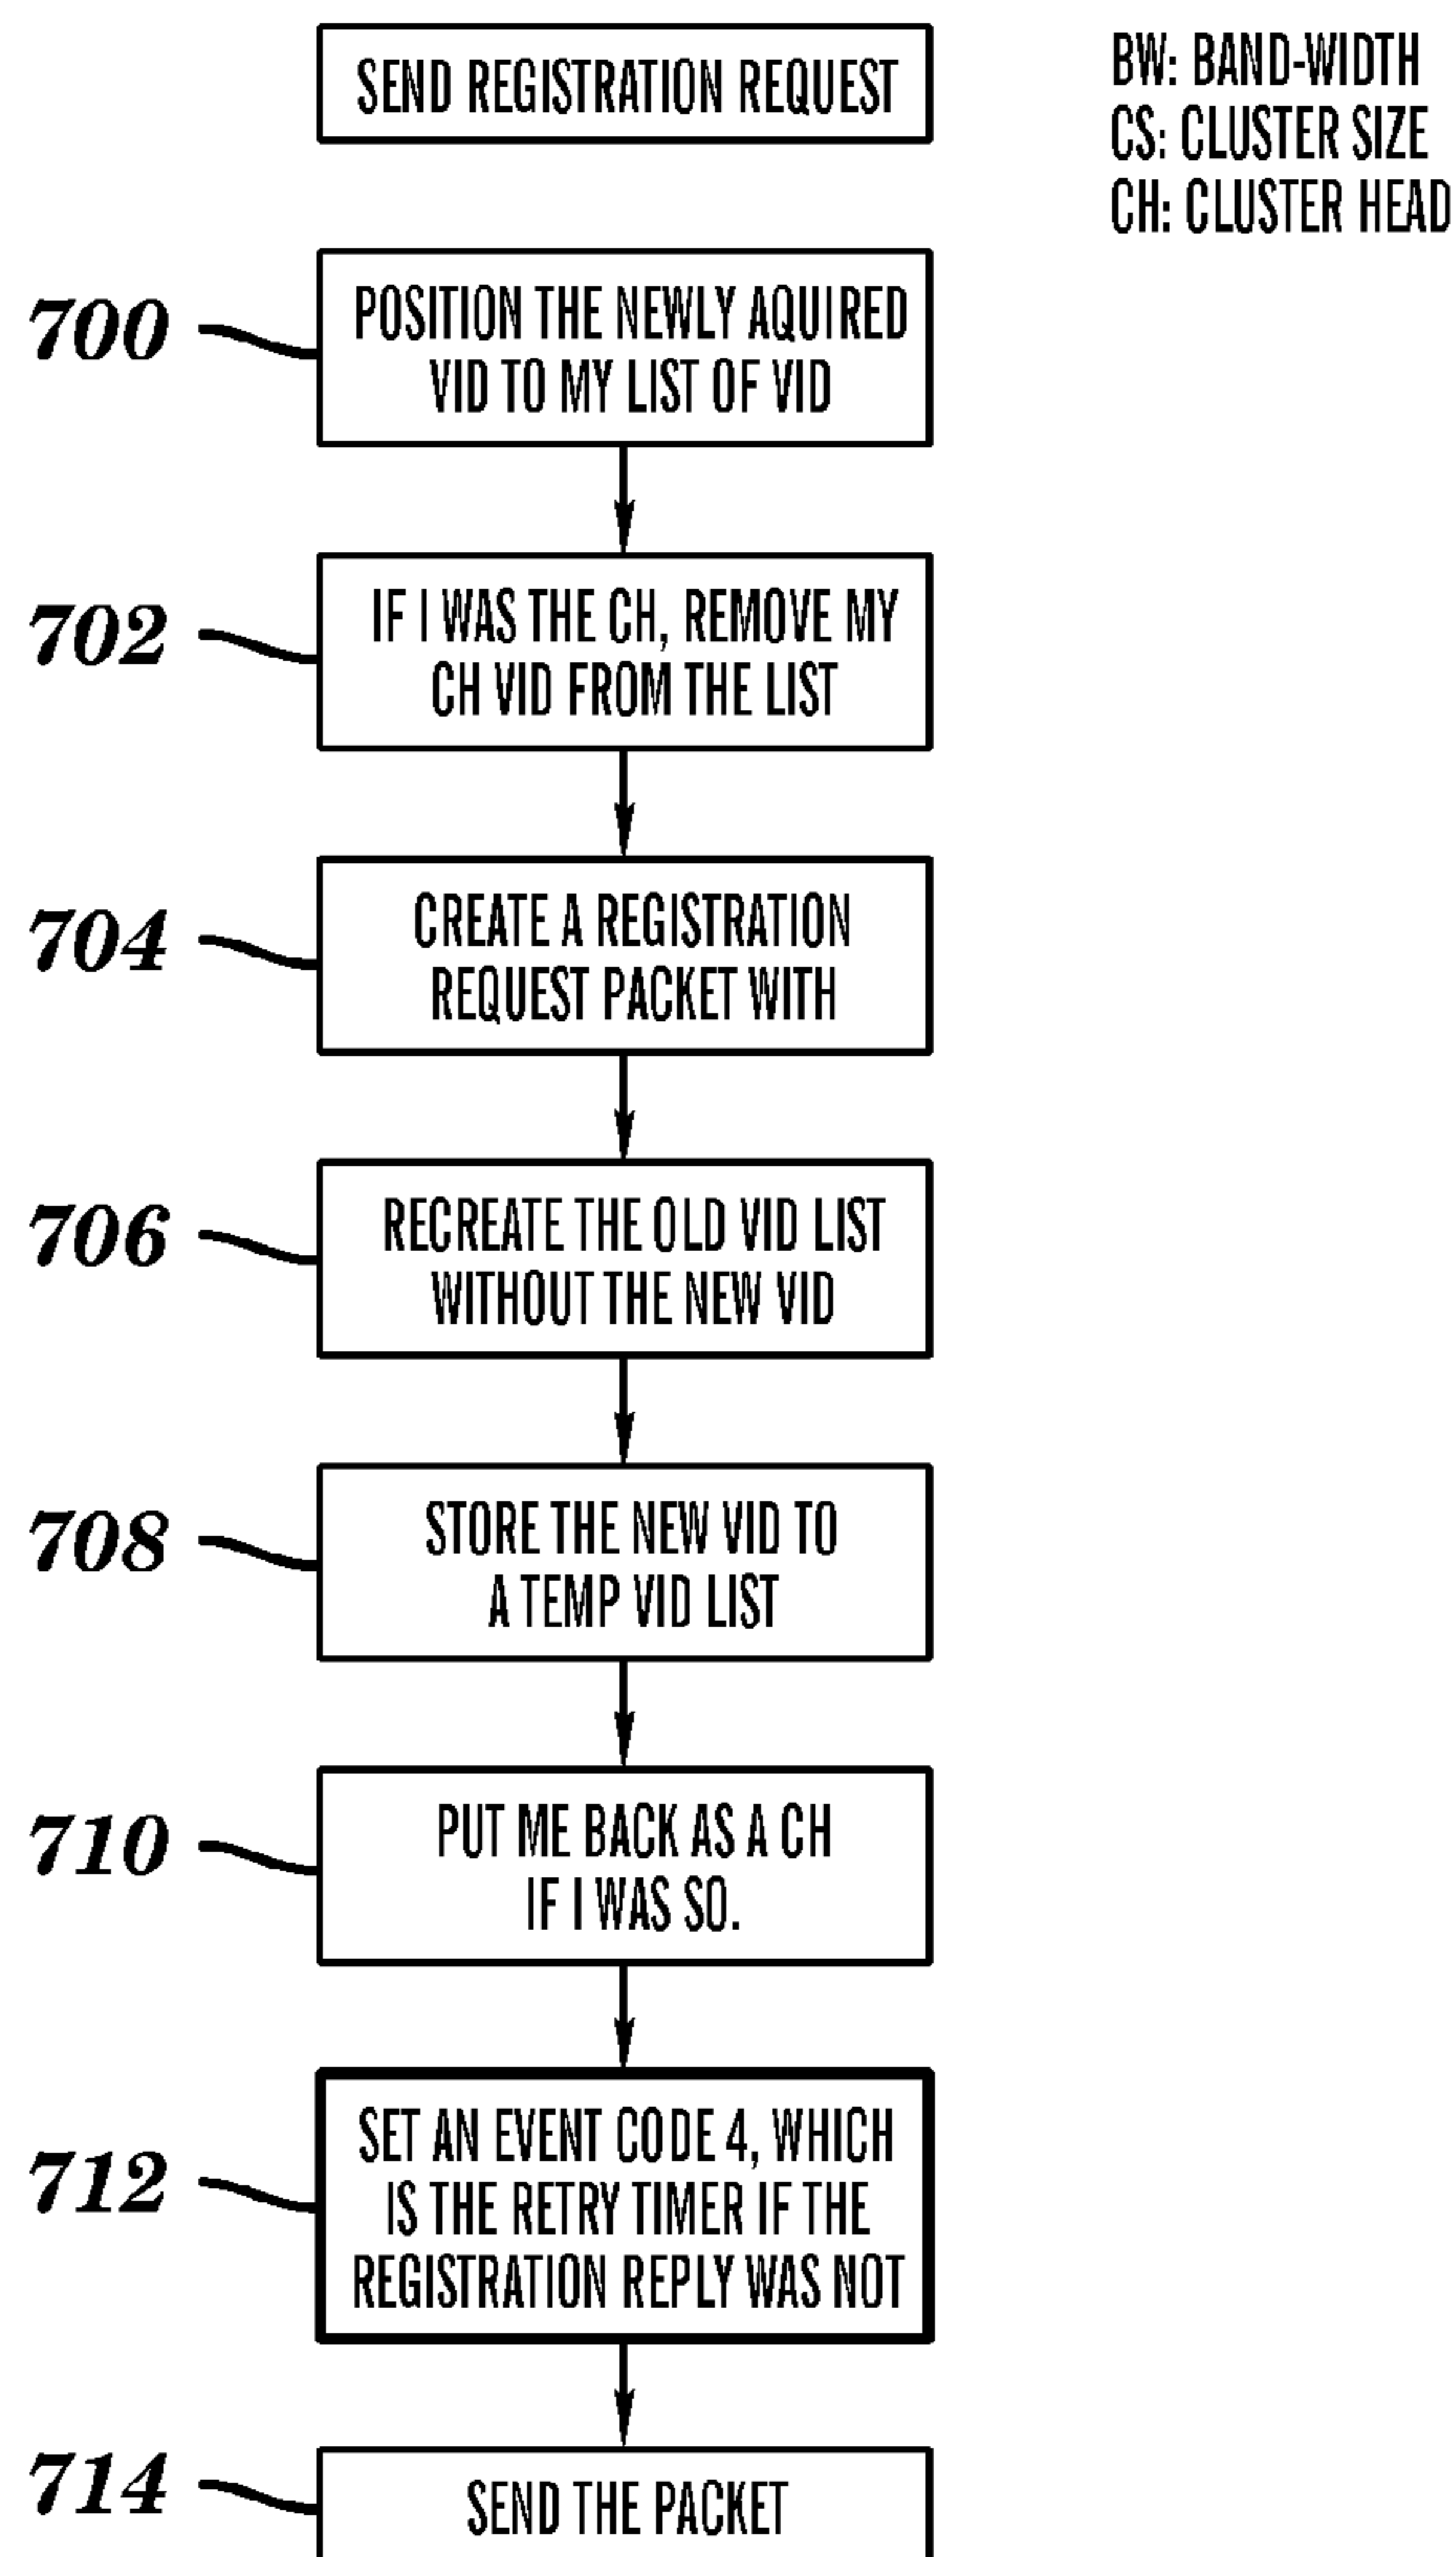 SEND REGISTRATION REQUEST
BW: BAND-WIDTH
CS: CLUSTER SIZE
CH: CLUSTER HEAD
700
POSITION THE NEWLY AQUIRED
VID TO MY LIST OF VID
702
IF I WAS THE CH, REMOVE MY
CH VID FROM THE LIST
704
CREATE A REGISTRATION
REQUEST PACKET WITH
706
RECREATE THE OLD VID LIST
WITHOUT THE NEW VID
708
STORE THE NEW VID TO
A TEMP VID LIST
710
PUT ME BACK AS A CH
IF I WAS SO.
712
SET AN EVENT CODE 4, WHICH
IS THE RETRY TIMER IF THE
REGISTRATION REPLY WAS NOT
714
SEND THE PACKET